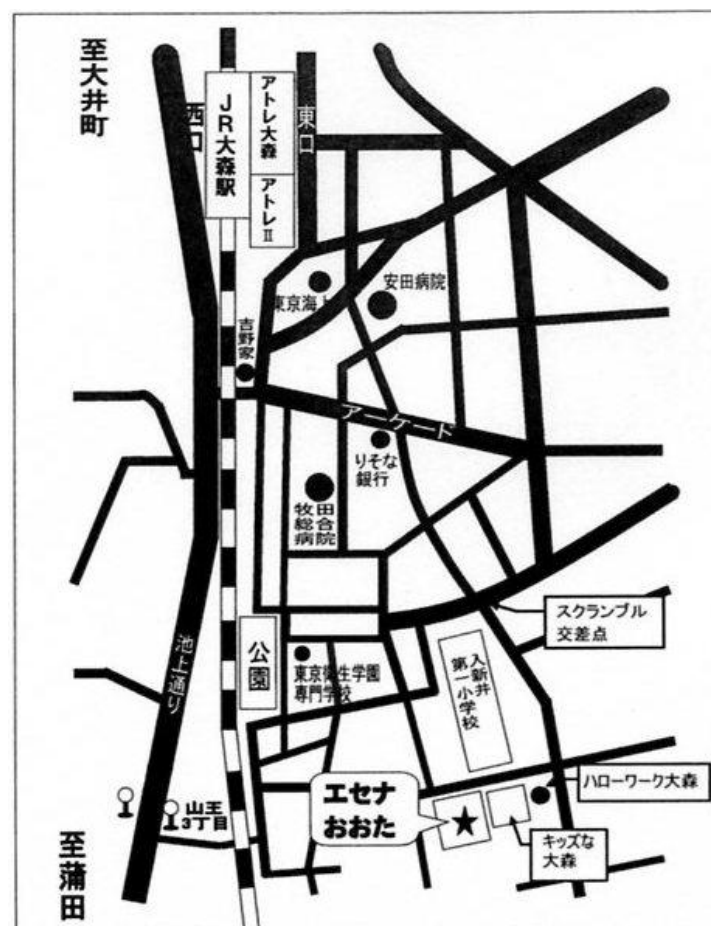 至大井町
西口
JR大森駅
アトレ大森
アトレⅡ
東口
東京海上
安田病院
吉野家
アーケード
りそな
銀行
牧田
総合
病院
スクランブル
交差点
公園
東京衛生学園
専門学校
入新井
第一小学校
池上通り
ハローワーク大森
エセナ
おおた
キッズな
大森
山王
3丁目
至蒲田